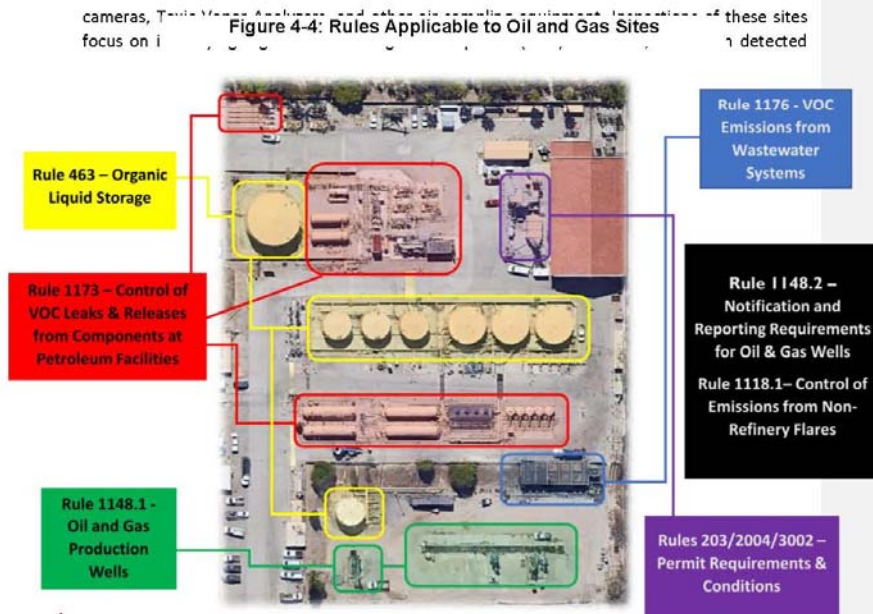 cameras, Toxic Vapor Analyzers, and other air sampling equipment. Inspections of these sites
Figure 4-4: Rules Applicable to Oil and Gas Sites
focus on
n detected
Rule 1176 - VOC
Emissions from
Wastewater
Systems
Rule 463 – Organic
Liquid Storage
Rule 1173 – Control of
VOC Leaks & Releases
from Components at
Petroleum Facilities
Rule 1148.2 –
Notification and
Reporting Requirements
for Oil & Gas Wells
Rule 1118.1– Control of
Emissions from Non-
Refinery Flares
Rule 1148.1 -
Oil and Gas
Production
Wells
Rules 203/2004/3002 –
Permit Requirements &
Conditions